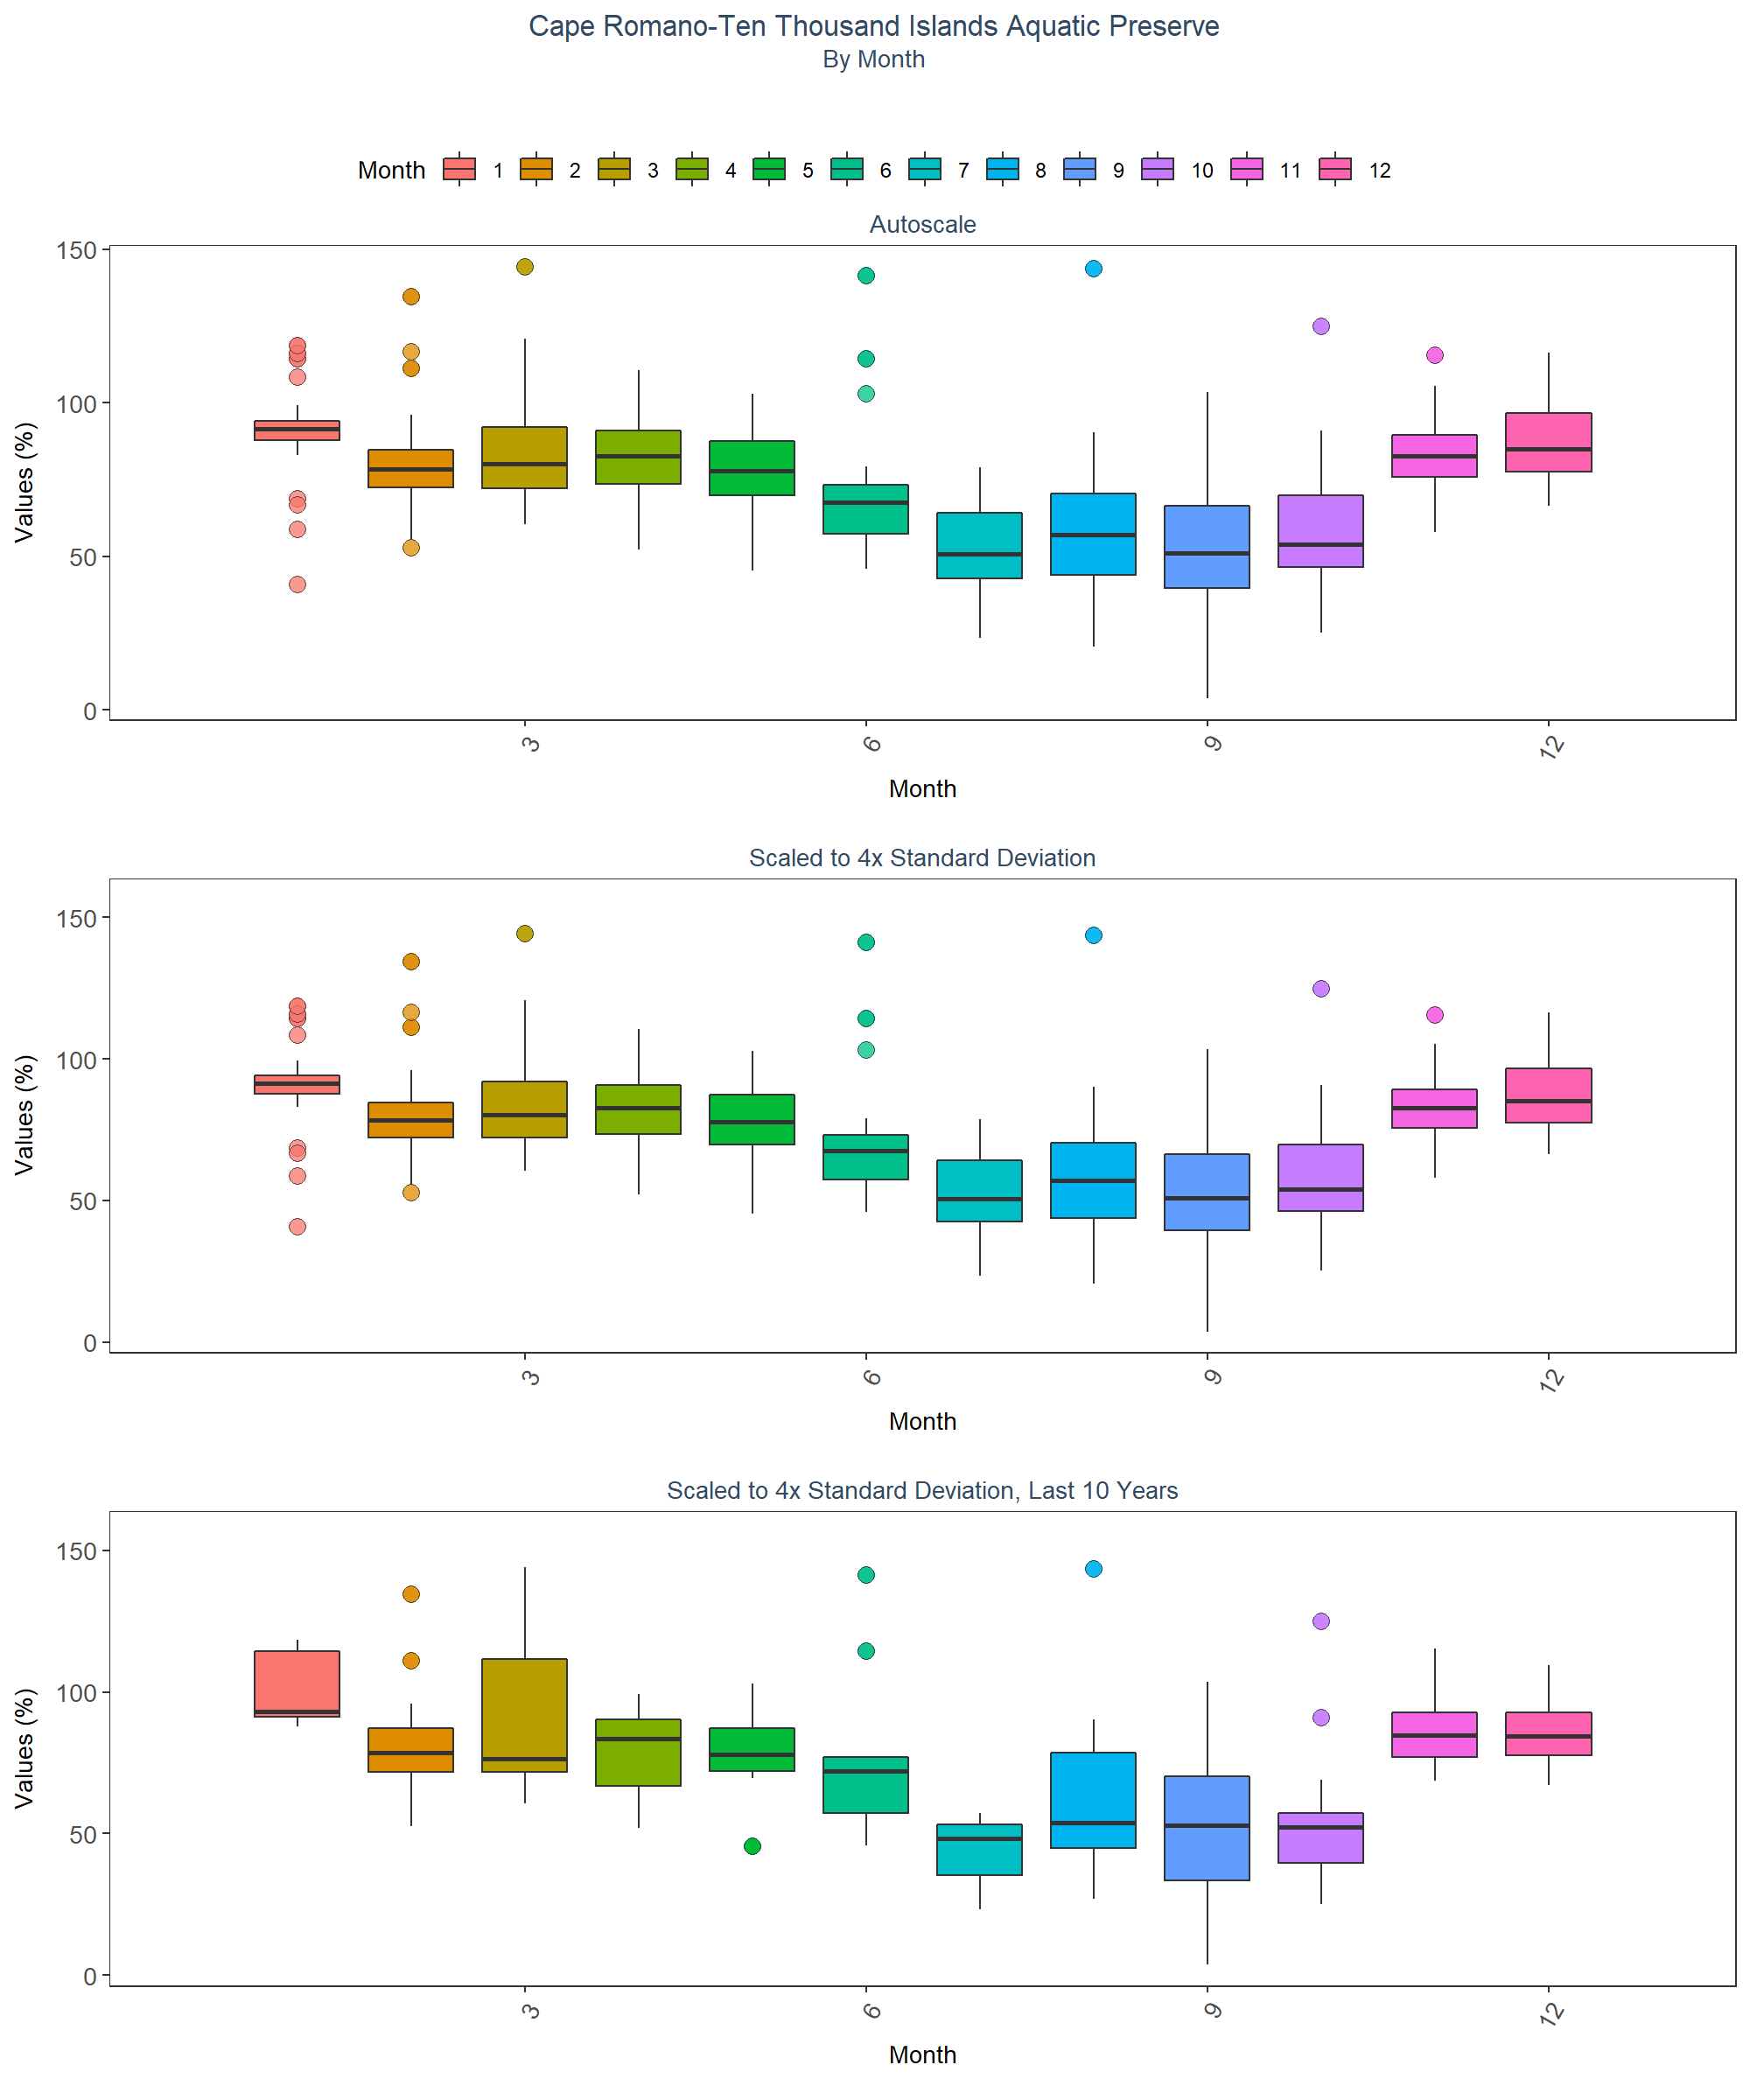 Cape Romano-Ten Thousand Islands Aquatic Preserve
By Month
Month 1 2 3 4 5 6 7 8 9 10 11 12
Autoscale
Values (%)
150
100
50
0
3 6 9 12
Month
Scaled to 4x Standard Deviation
Values (%)
150
100
50
0
3 6 9 12
Month
Scaled to 4x Standard Deviation, Last 10 Years
Values (%)
150
100
50
0
3 6 9 12
Month